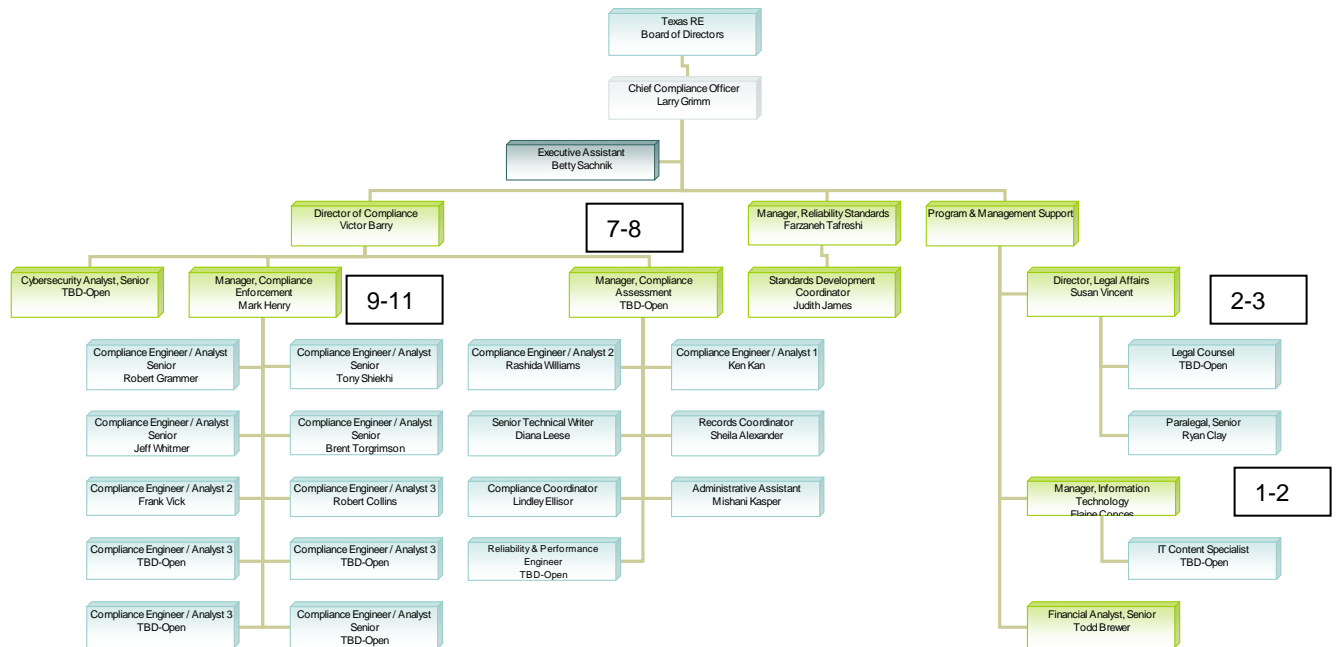 Texas RE
Board of Directors
Chief Compliance Officer
Larry Grimm
Executive Assistant
Betty Sachnik
Director of Compliance
Victor Barry
7-8
Manager, Reliability Standards
Farzaneh Tafreshi
Program & Management Support
Cybersecurity Analyst, Senior
TBD-Open
Manager, Compliance
Enforcement
Mark Henry
9-11
Manager, Compliance
Assessment
TBD-Open
Standards Development
Coordinator
Judith James
Director, Legal Affairs
Susan Vincent
2-3
Compliance Engineer / Analyst
Senior
Robert Grammer
Compliance Engineer / Analyst
Senior
Tony Shiekhi
Compliance Engineer / Analyst 2
Rashida Williams
Compliance Engineer / Analyst 1
Ken Kan
Legal Counsel
TBD-Open
Compliance Engineer / Analyst
Senior
Jeff Whitmer
Compliance Engineer / Analyst
Senior
Brent Torgrimson
Senior Technical Writer
Diana Leese
Records Coordinator
Sheila Alexander
Paralegal, Senior
Ryan Clay
Compliance Engineer / Analyst 2
Frank Vick
Compliance Engineer / Analyst 3
Robert Collins
Compliance Coordinator
Lindley Ellisor
Administrative Assistant
Mishani Kasper
Manager, Information
Technology
Elaine Conces
1-2
Compliance Engineer / Analyst 3
TBD-Open
Compliance Engineer / Analyst 3
TBD-Open
Reliability & Performance
Engineer
TBD-Open
IT Content Specialist
TBD-Open
Compliance Engineer / Analyst 3
TBD-Open
Compliance Engineer / Analyst
Senior
TBD-Open
Financial Analyst, Senior
Todd Brewer